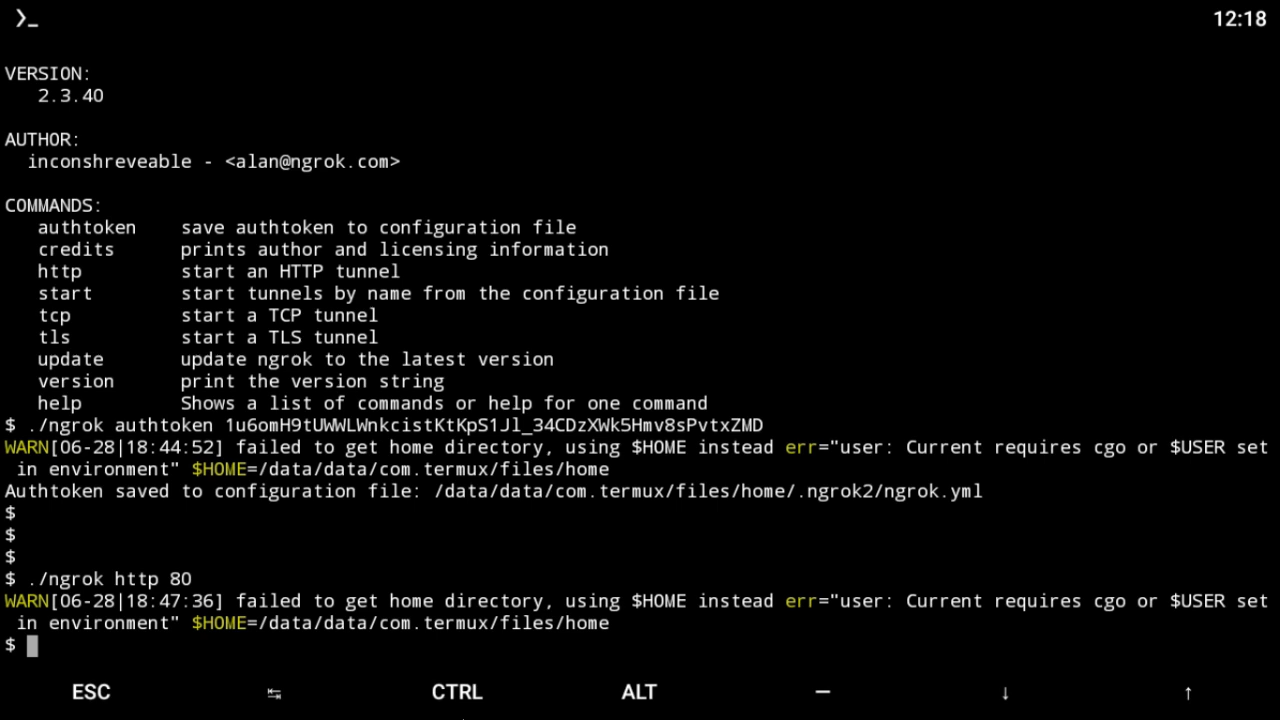 ❯_ 12:18
VERSION:
2.3.40
AUTHOR:
inconshreveable - <alan@ngrok.com>
COMMANDS:
authtoken save authtoken to configuration file
credits prints author and licensing information
http start an HTTP tunnel
start start tunnels by name from the configuration file
tcp start a TCP tunnel
tls start a TLS tunnel
update update ngrok to the latest version
version print the version string
help Shows a list of commands or help for one command
$ ./ngrok authtoken 1u6omH9tUWWLWnkcistKtKpS1Jl_34CDzXWk5Hmv8sPvtxZMD
WARN[06-28|18:44:52] failed to get home directory, using $HOME instead err="user: Current requires cgo or $USER set
in environment" $HOME=/data/data/com.termux/files/home
Authtoken saved to configuration file: /data/data/com.termux/files/home/.ngrok2/ngrok.yml
$
$
$
$ ./ngrok http 80
WARN[06-28|18:47:36] failed to get home directory, using $HOME instead err="user: Current requires cgo or $USER set
in environment" $HOME=/data/data/com.termux/files/home
$
ESC ↹ CTRL ALT — ↓ ↑